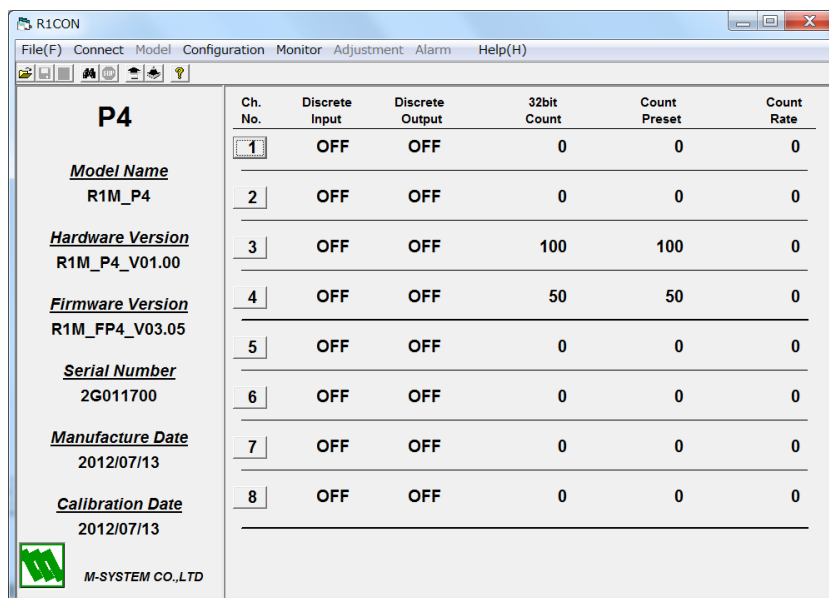 R1CON
File(F) Connect Model Configuration Monitor Adjustment Alarm Help(H)
P4
Model Name
R1M_P4
Hardware Version
R1M_P4_V01.00
Firmware Version
R1M_FP4_V03.05
Serial Number
2G011700
Manufacture Date
2012/07/13
Calibration Date
2012/07/13
M-SYSTEM CO.,LTD
Ch. Discrete Discrete 32bit Count Count
No. Input Output Count Preset Rate
1 OFF OFF 0 0 0
2 OFF OFF 0 0 0
3 OFF OFF 100 100 0
4 OFF OFF 50 50 0
5 OFF OFF 0 0 0
6 OFF OFF 0 0 0
7 OFF OFF 0 0 0
8 OFF OFF 0 0 0